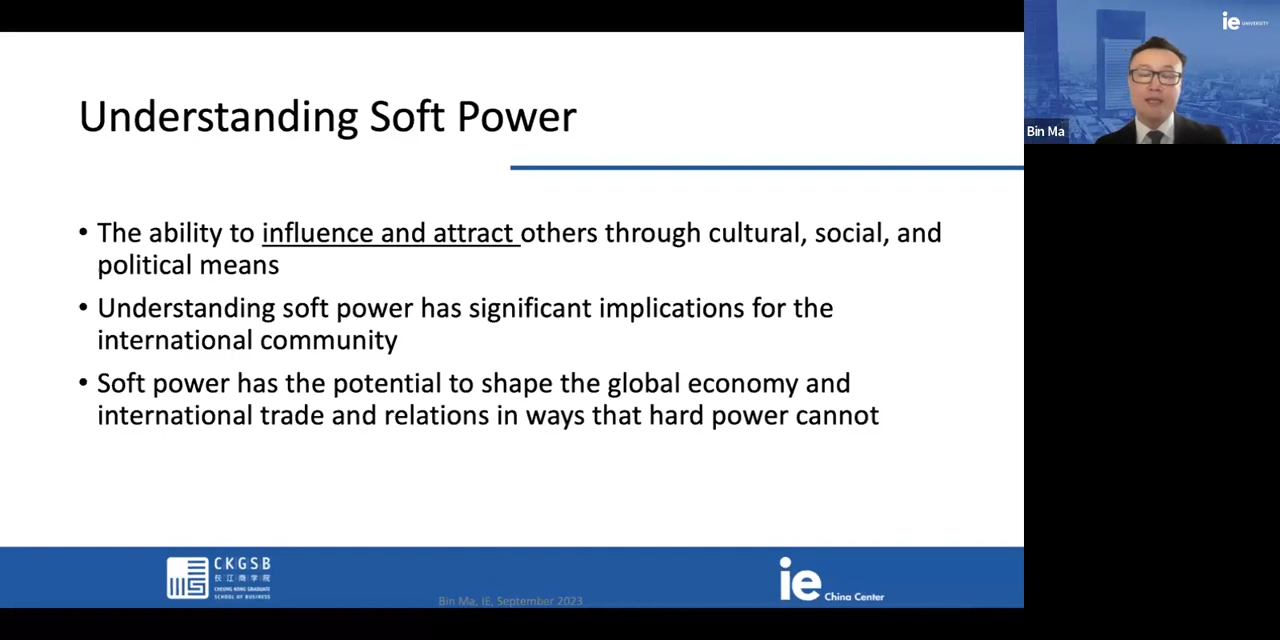 Understanding Soft Power
• The ability to influence and attract others through cultural, social, and
political means
• Understanding soft power has significant implications for the
international community
• Soft power has the potential to shape the global economy and
international trade and relations in ways that hard power cannot
CKGSB
长江商学院
CHEUNG KONG GRADUATE
SCHOOL OF BUSINESS
Bin Ma, IE, September 2023
ie China Center
ie UNIVERSITY
Bin Ma